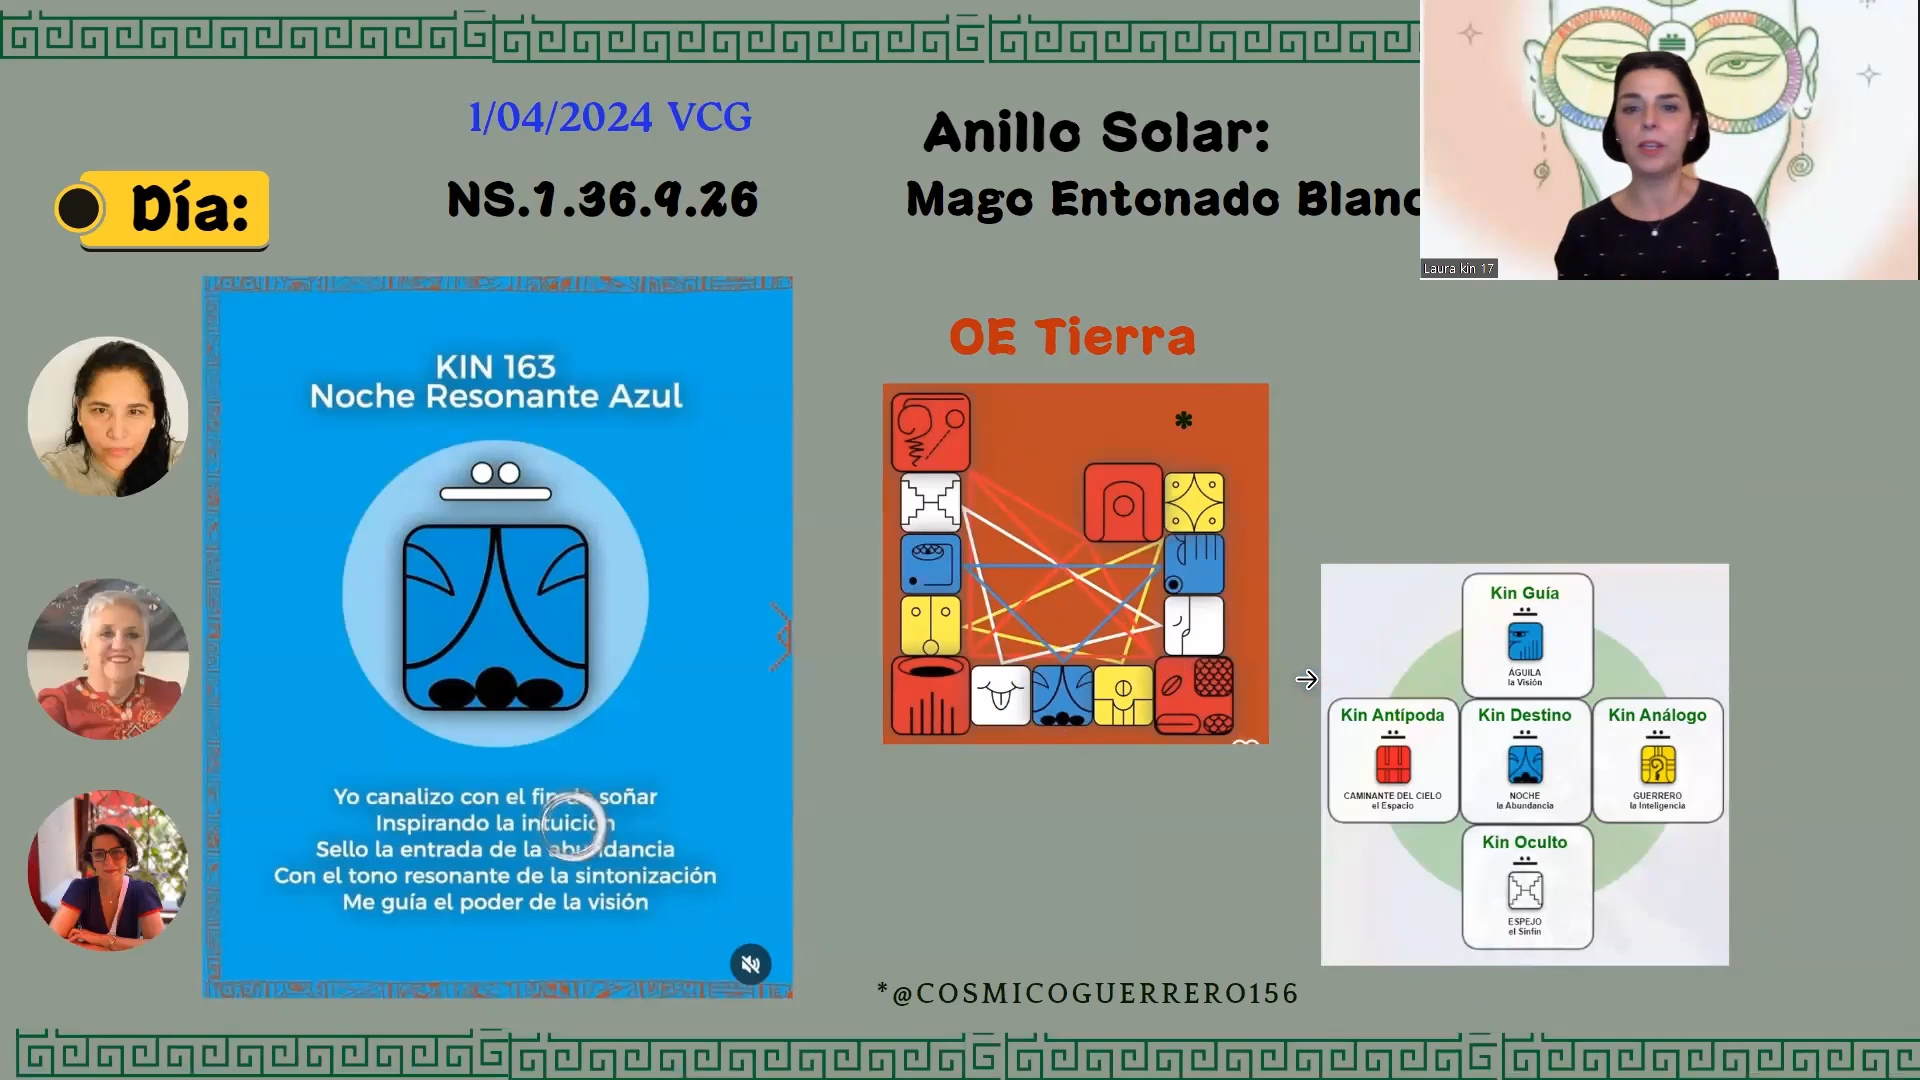 1/04/2024 VCG
Anillo Solar:
Día:
NS.1.36.9.26
Mago Entonado Blanc
Laura kin 17
KIN 163
Noche Resonante Azul
Yo canalizo con el fin de soñar
Inspirando la intuición
Sello la entrada de la abundancia
Con el tono resonante de la sintonización
Me guía el poder de la visión
OE Tierra
*
Kin Guía
ÁGUILA
la Visión
Kin Antípoda
CAMINANTE DEL CIELO
el Espacio
Kin Destino
NOCHE
la Abundancia
Kin Análogo
GUERRERO
la Inteligencia
Kin Oculto
ESPEJO
el Sinfín
*@COSMICOGUERRERO156